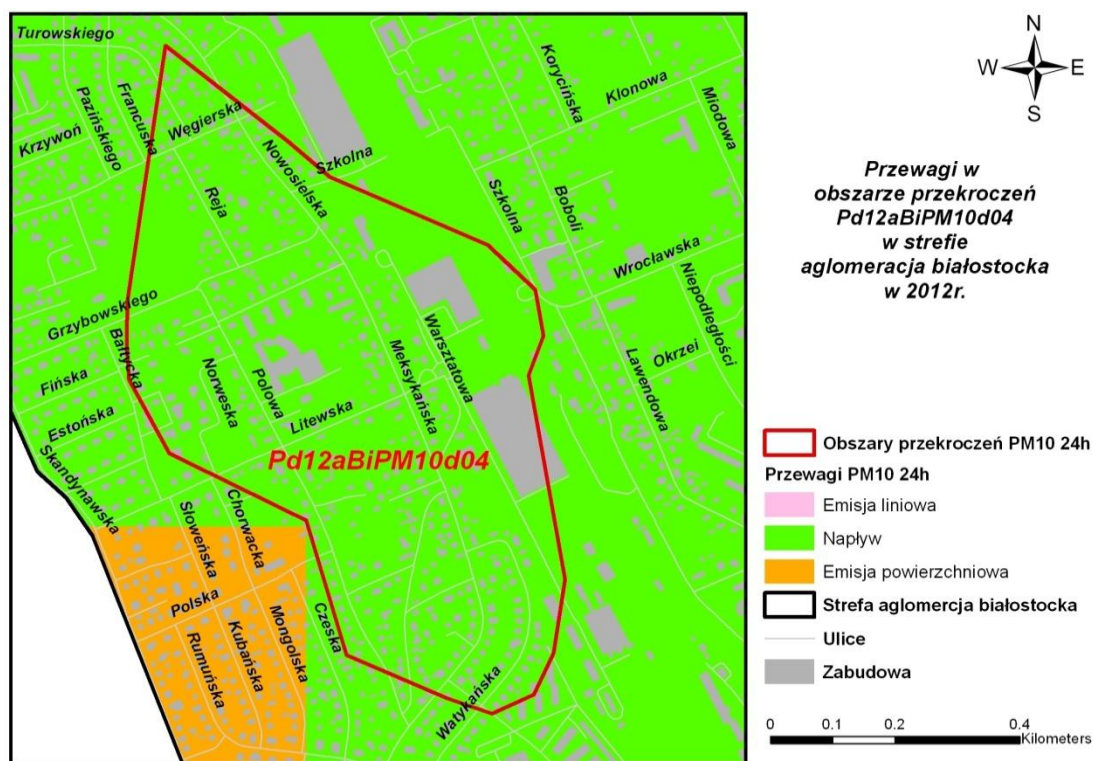 Turowskiego
Pazińskiego
Francuska
Krzywoń
Węgierska
Nowosielska
Szkolna
Reja
Korycińska
Klonowa
Miodowa
Szkolna
Boboli
Wrocławska
Niepodległości
Grzybowskiego
Bałtycka
Fińska
Estońska
Norweska
Polowa
Litewska
Meksykańska
Warsztatowa
Lawendowa
Okrzei
Skandynawska
Pd12aBiPM10d04
Słoweńska
Chorwacka
Polska
Rumuńska
Kubańska
Mongolska
Czeska
Watykańska
N
W E
S
Przewagi w
obszarze przekroczeń
Pd12aBiPM10d04
w strefie
aglomeracja białostocka
w 2012r.
Obszary przekroczeń PM10 24h
Przewagi PM10 24h
Emisja liniowa
Napływ
Emisja powierzchniowa
Strefa aglomercja białostocka
Ulice
Zabudowa
0 0.1 0.2 0.4
Kilometers